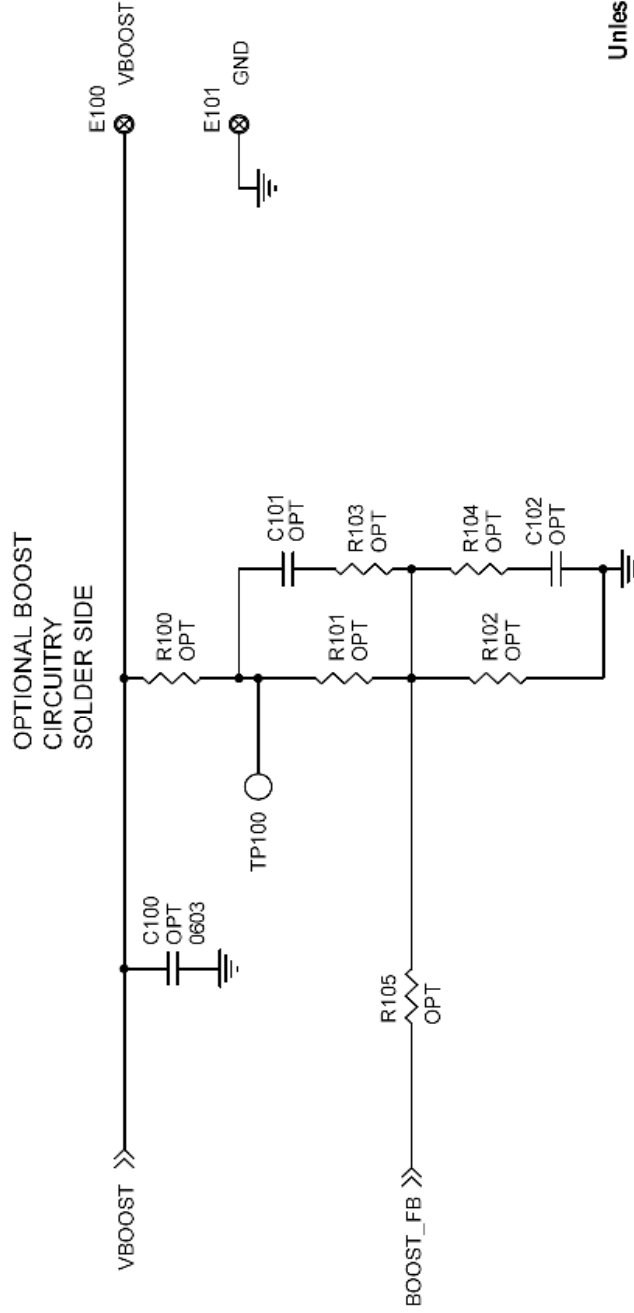 OPTIONAL BOOST
CIRCUITRY
SOLDER SIDE
VBOOST
E100
VBOOST
C100
OPT
0603
R100
OPT
E101
GND
TP100
C101
OPT
R101
OPT
R103
OPT
BOOST_FB
R105
OPT
R102
OPT
R104
OPT
C102
OPT
Unles